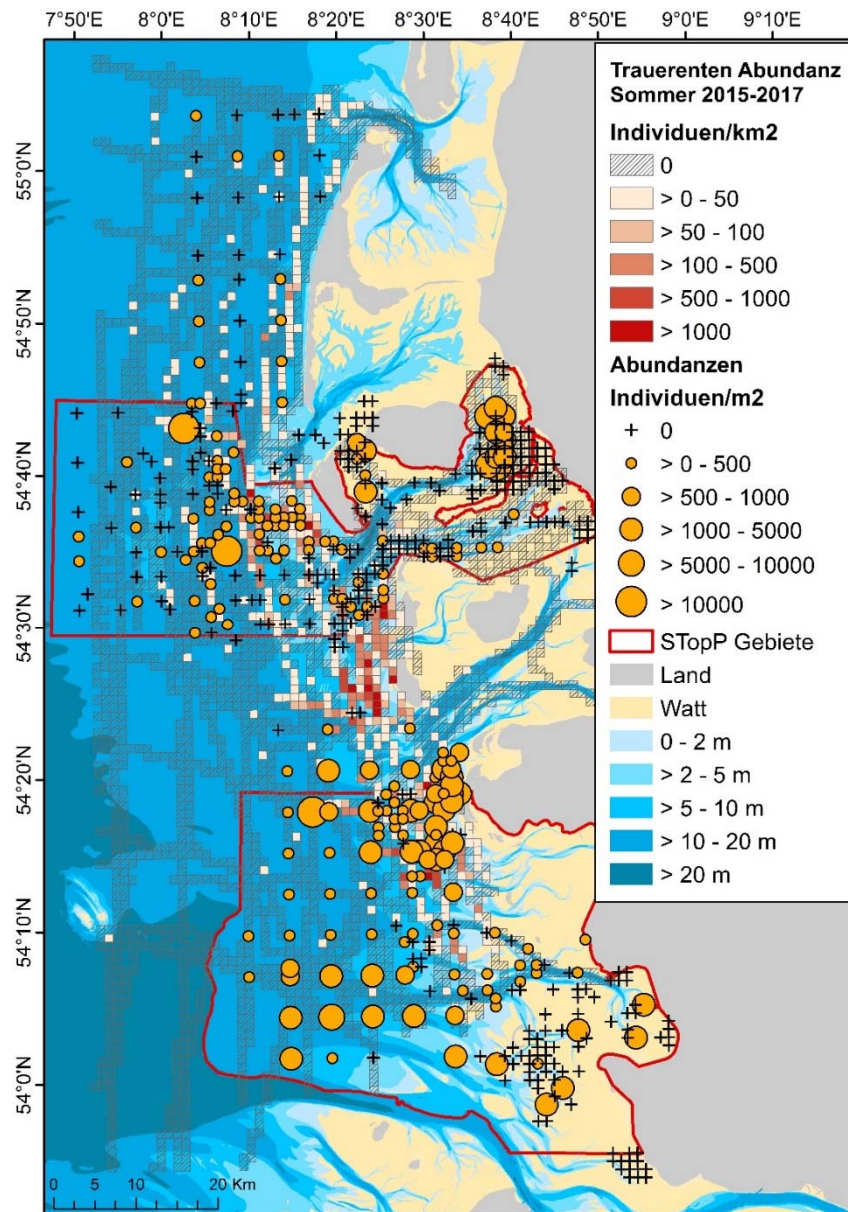 7°50'E 8°0'E 8°10'E 8°20'E 8°30'E 8°40'E 8°50'E 9°0'E 9°10'E
Trauerenten Abundanz
Sommer 2015-2017
Individuen/km2
0
> 0 - 50
> 50 - 100
> 100 - 500
> 500 - 1000
> 1000
Abundanzen
Individuen/m2
0
> 0 - 500
> 500 - 1000
> 1000 - 5000
> 5000 - 10000
> 10000
STopP Gebiete
Land
Watt
0 - 2 m
> 2 - 5 m
> 5 - 10 m
> 10 - 20 m
> 20 m
55°0'N
54°50'N
54°40'N
54°30'N
54°20'N
54°10'N
54°0'N
0 5 10 20 Km